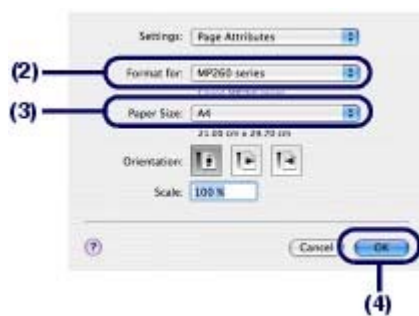 Settings: Page Attributes
(2) Format for: MP260 series
(3) Paper Size: A4
21.00 cm x 29.70 cm
Orientation:
Scale: 100 %
? Cancel OK
(4)